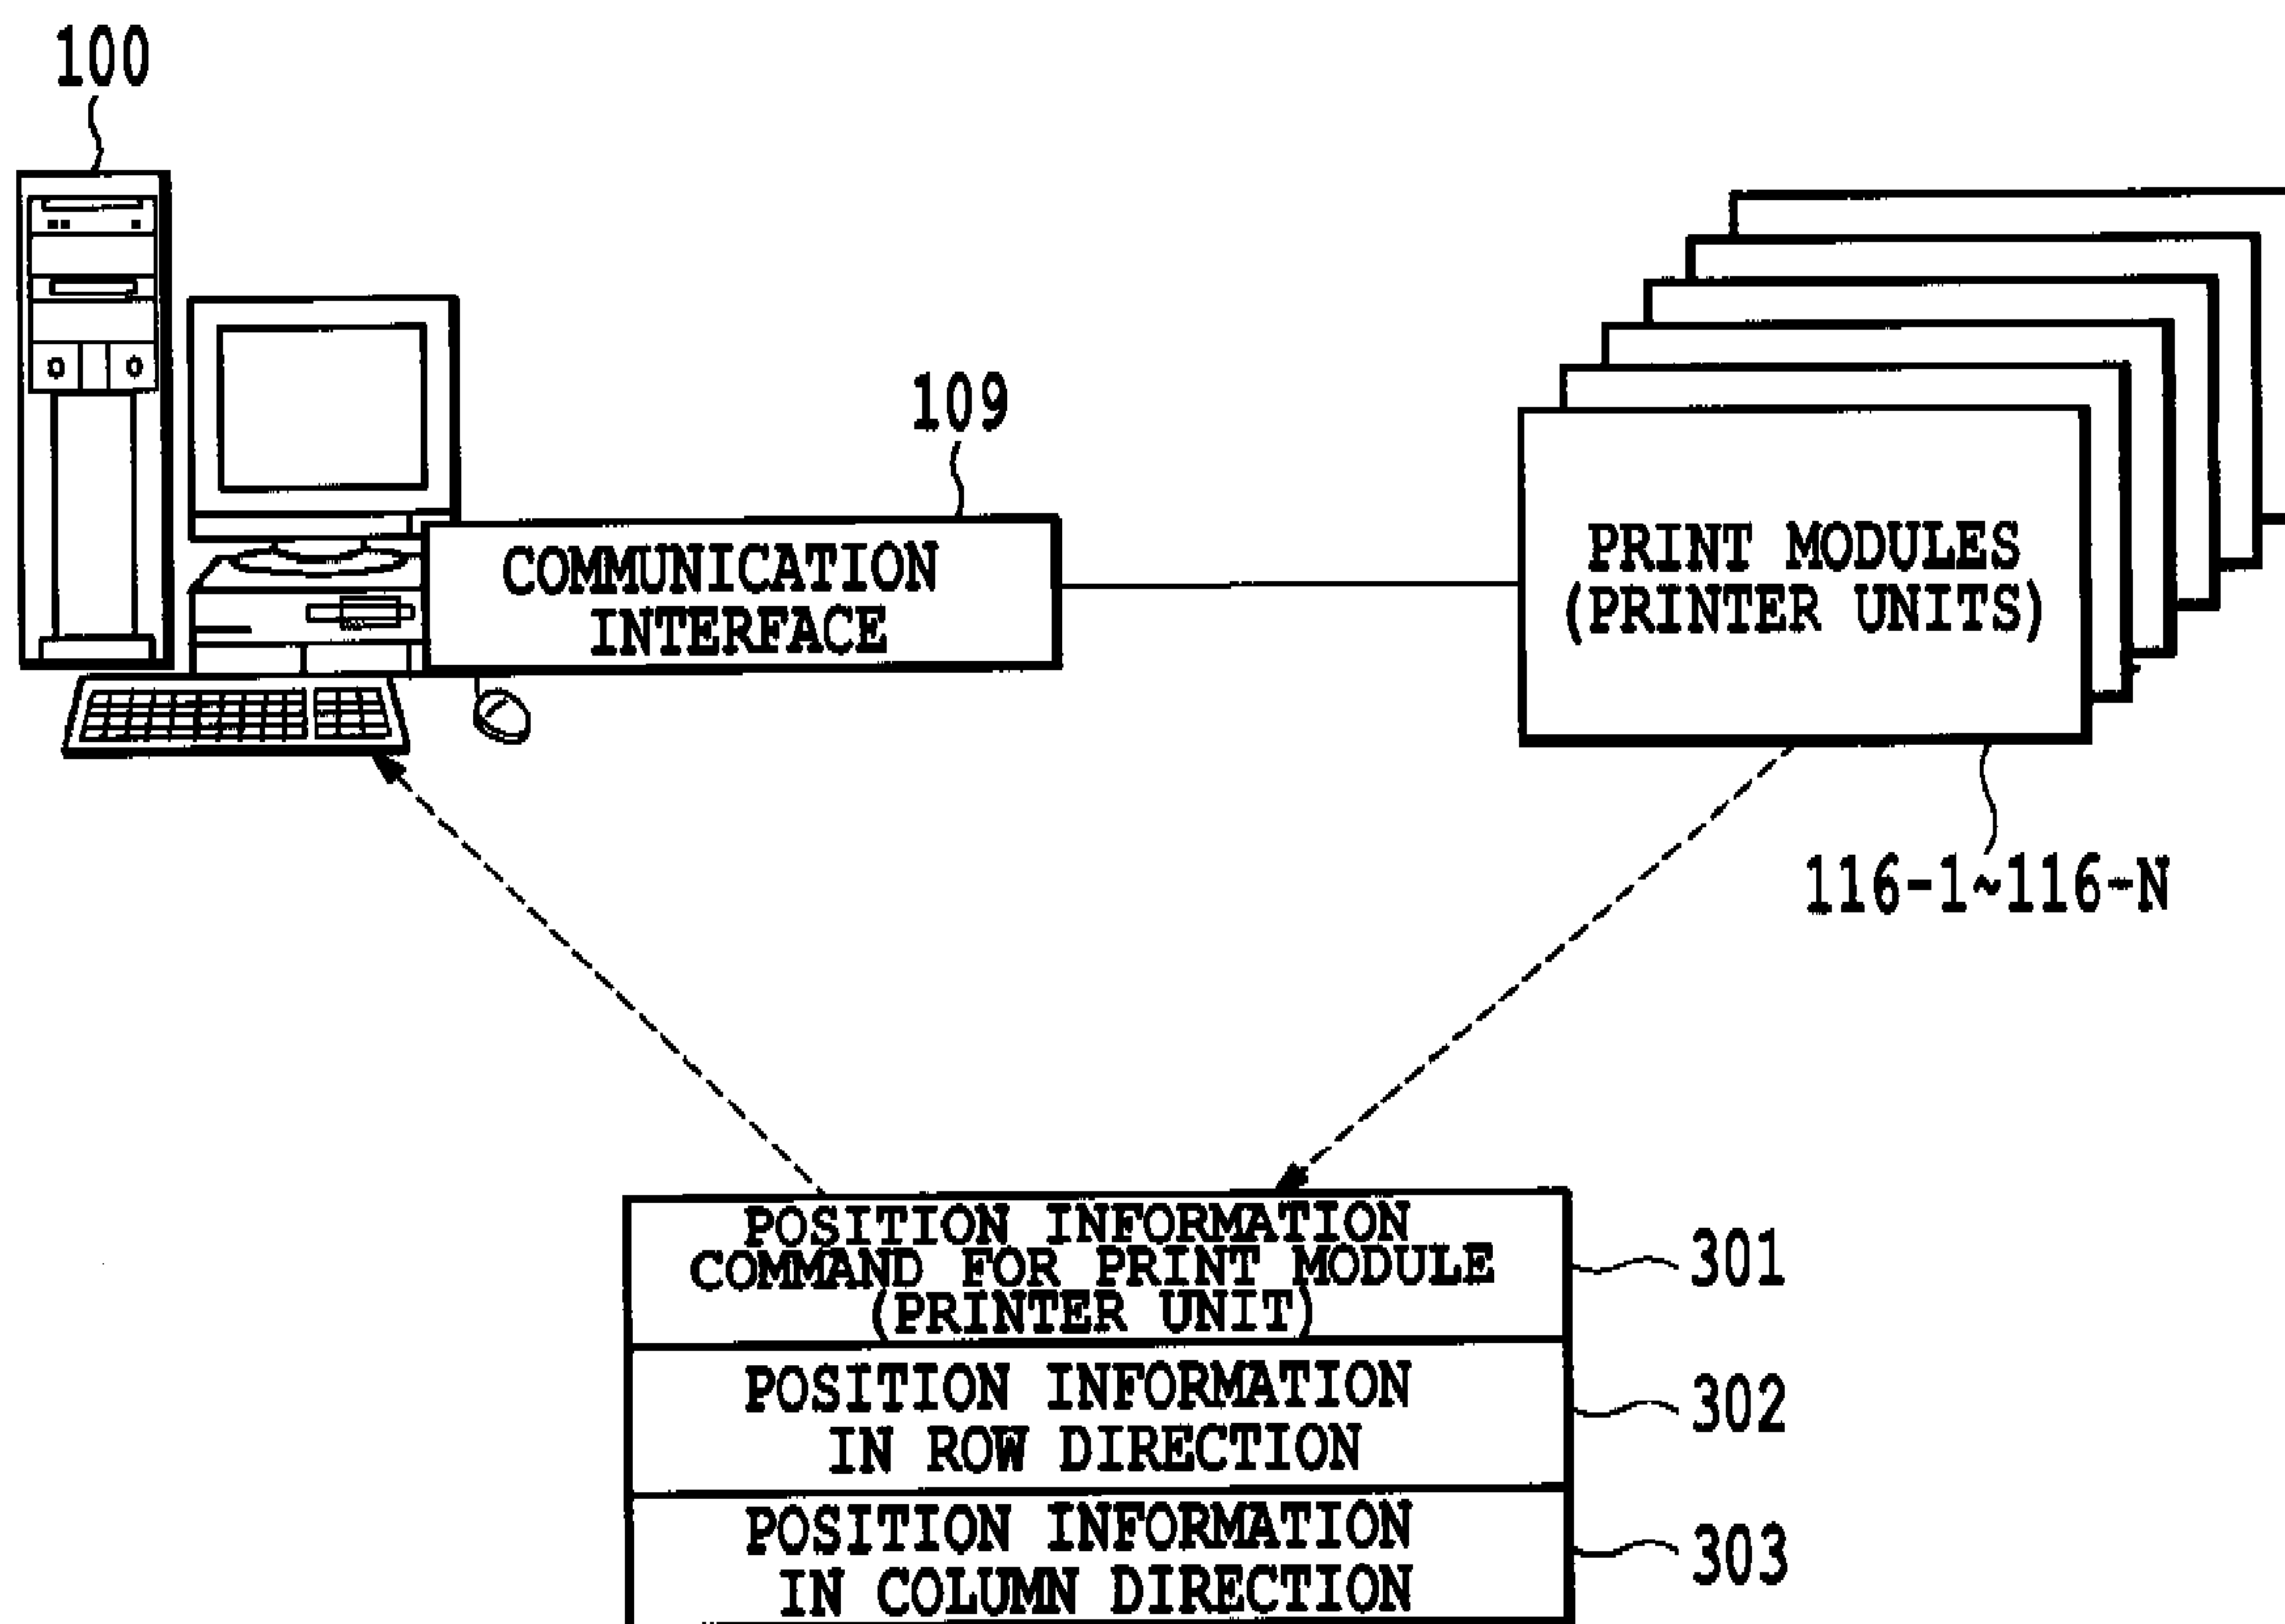 100
109
COMMUNICATION
INTERFACE
PRINT MODULES
(PRINTER UNITS)
116-1~116-N
POSITION INFORMATION
COMMAND FOR PRINT MODULE
(PRINTER UNIT)
301
POSITION INFORMATION
IN ROW DIRECTION
302
POSITION INFORMATION
IN COLUMN DIRECTION
303